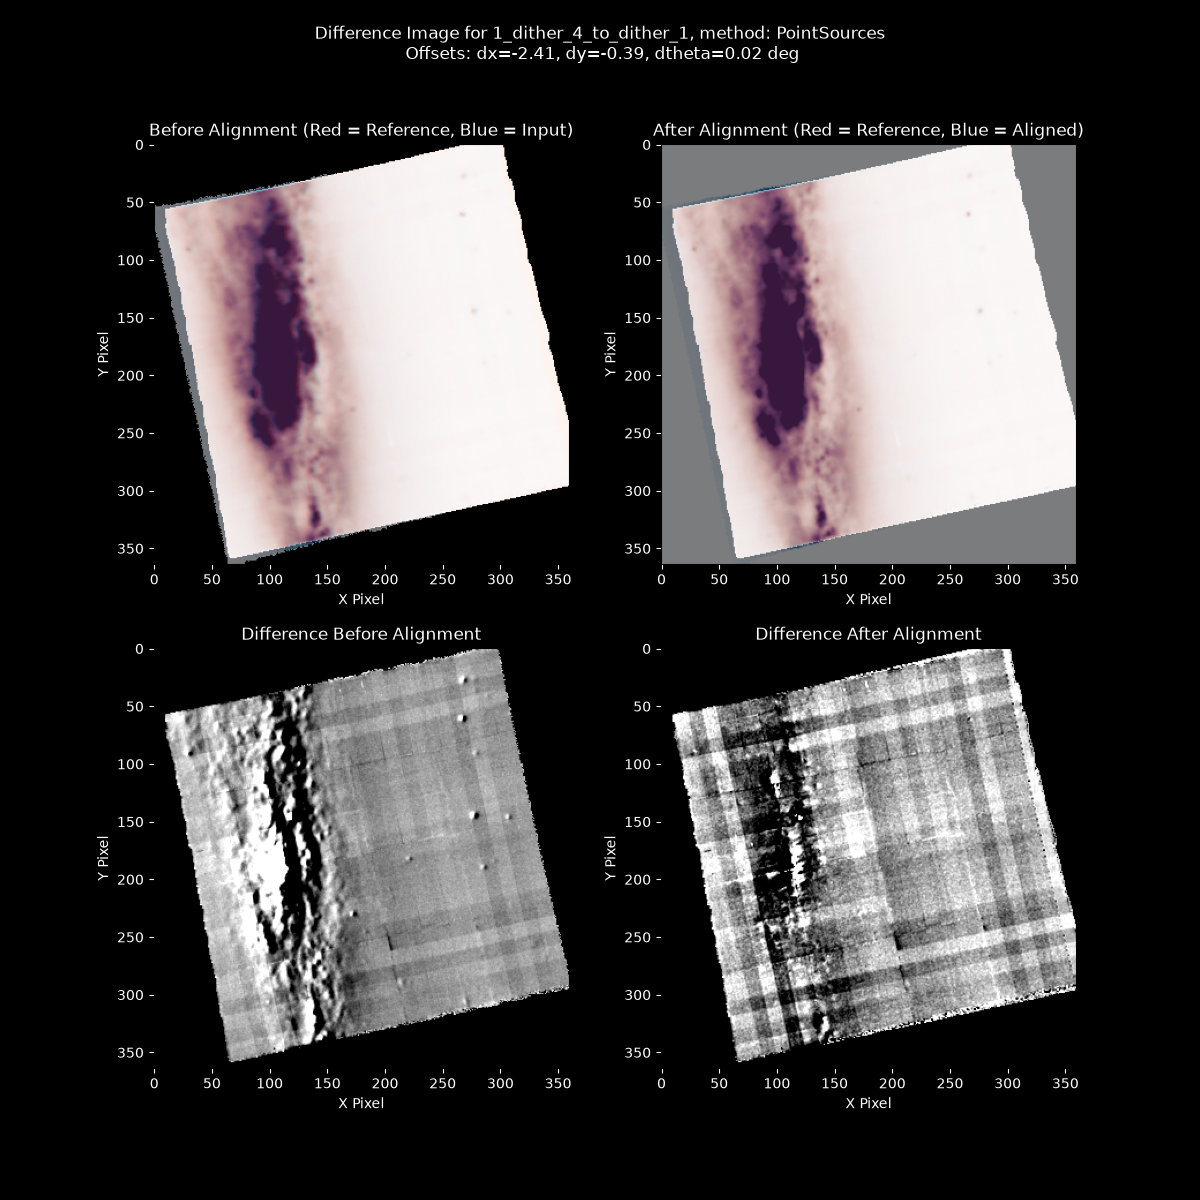 Difference Image for 1_dither_4_to_dither_1, method: PointSources
Offsets: dx=-2.41, dy=-0.39, dtheta=0.02 deg
Before Alignment (Red = Reference, Blue = Input)
0
50
100
150
200
250
300
350
Y Pixel
0 50 100 150 200 250 300 350
X Pixel
After Alignment (Red = Reference, Blue = Aligned)
0
50
100
150
200
250
300
350
Y Pixel
0 50 100 150 200 250 300 350
X Pixel
Difference Before Alignment
0
50
100
150
200
250
300
350
Y Pixel
0 50 100 150 200 250 300 350
X Pixel
Difference After Alignment
0
50
100
150
200
250
300
350
Y Pixel
0 50 100 150 200 250 300 350
X Pixel